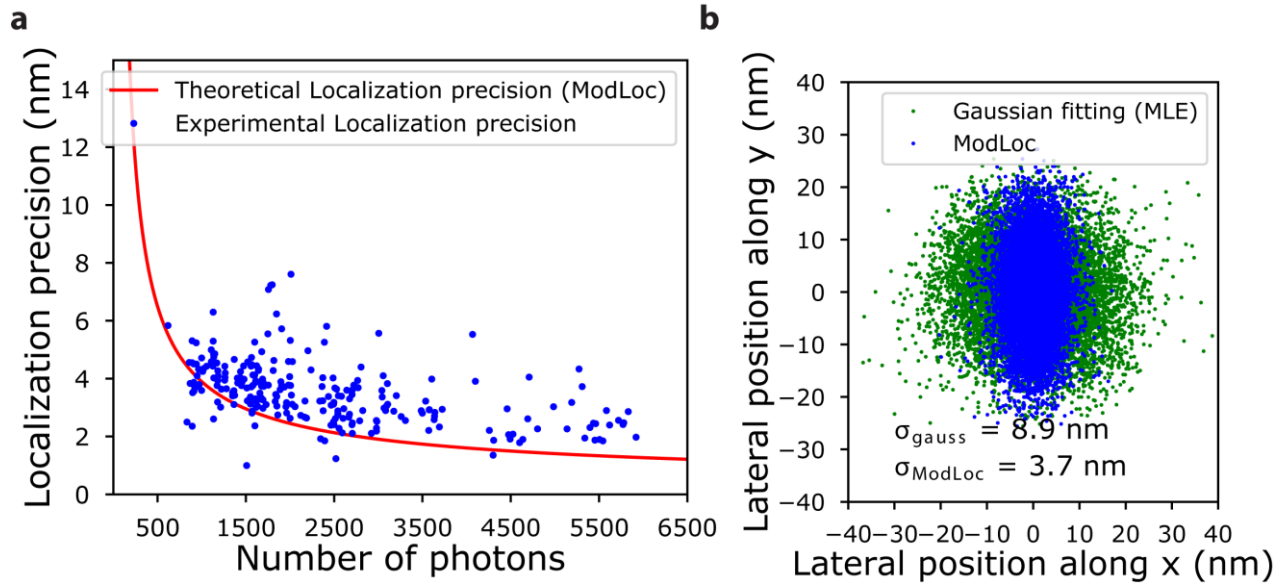 a
b
Localization precision (nm)
14
12
10
8
6
4
2
0
Theoretical Localization precision (ModLoc)
Experimental Localization precision
500
1500
2500
3500
4500
5500
6500
Number of photons
Lateral position along y (nm)
40
30
20
10
0
−10
−20
−30
−40
Gaussian fitting (MLE)
ModLoc
σgauss = 8.9 nm
σModLoc = 3.7 nm
−40
−30
−20
−10
0
10
20
30
40
Lateral position along x (nm)